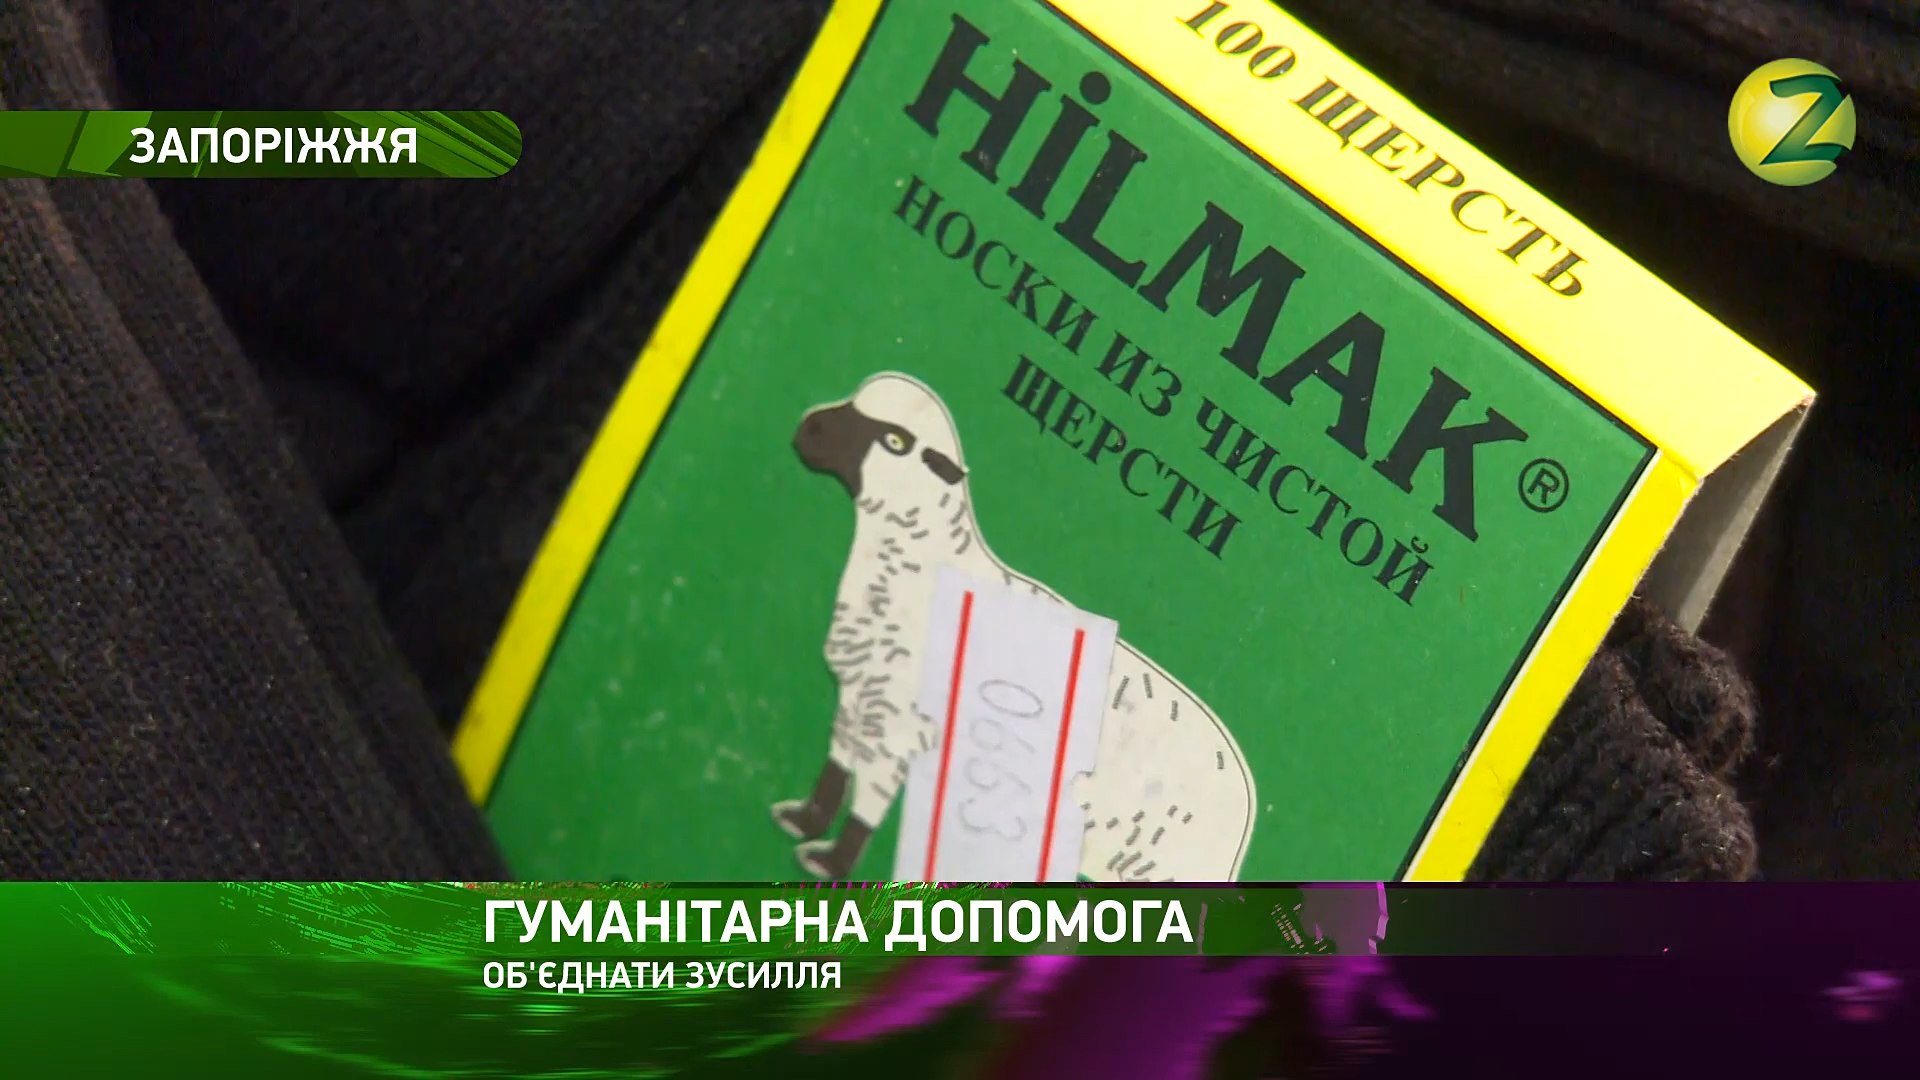 ЗАПОРІЖЖЯ
Z
100 ЩЕРСТЬ
HiLMAK®
НОСКИ ИЗ ЧИСТОЙ
ЩЕРСТИ
0663
ГУМАНІТАРНА ДОПОМОГА
ОБ'ЄДНАТИ ЗУСИЛЛЯ